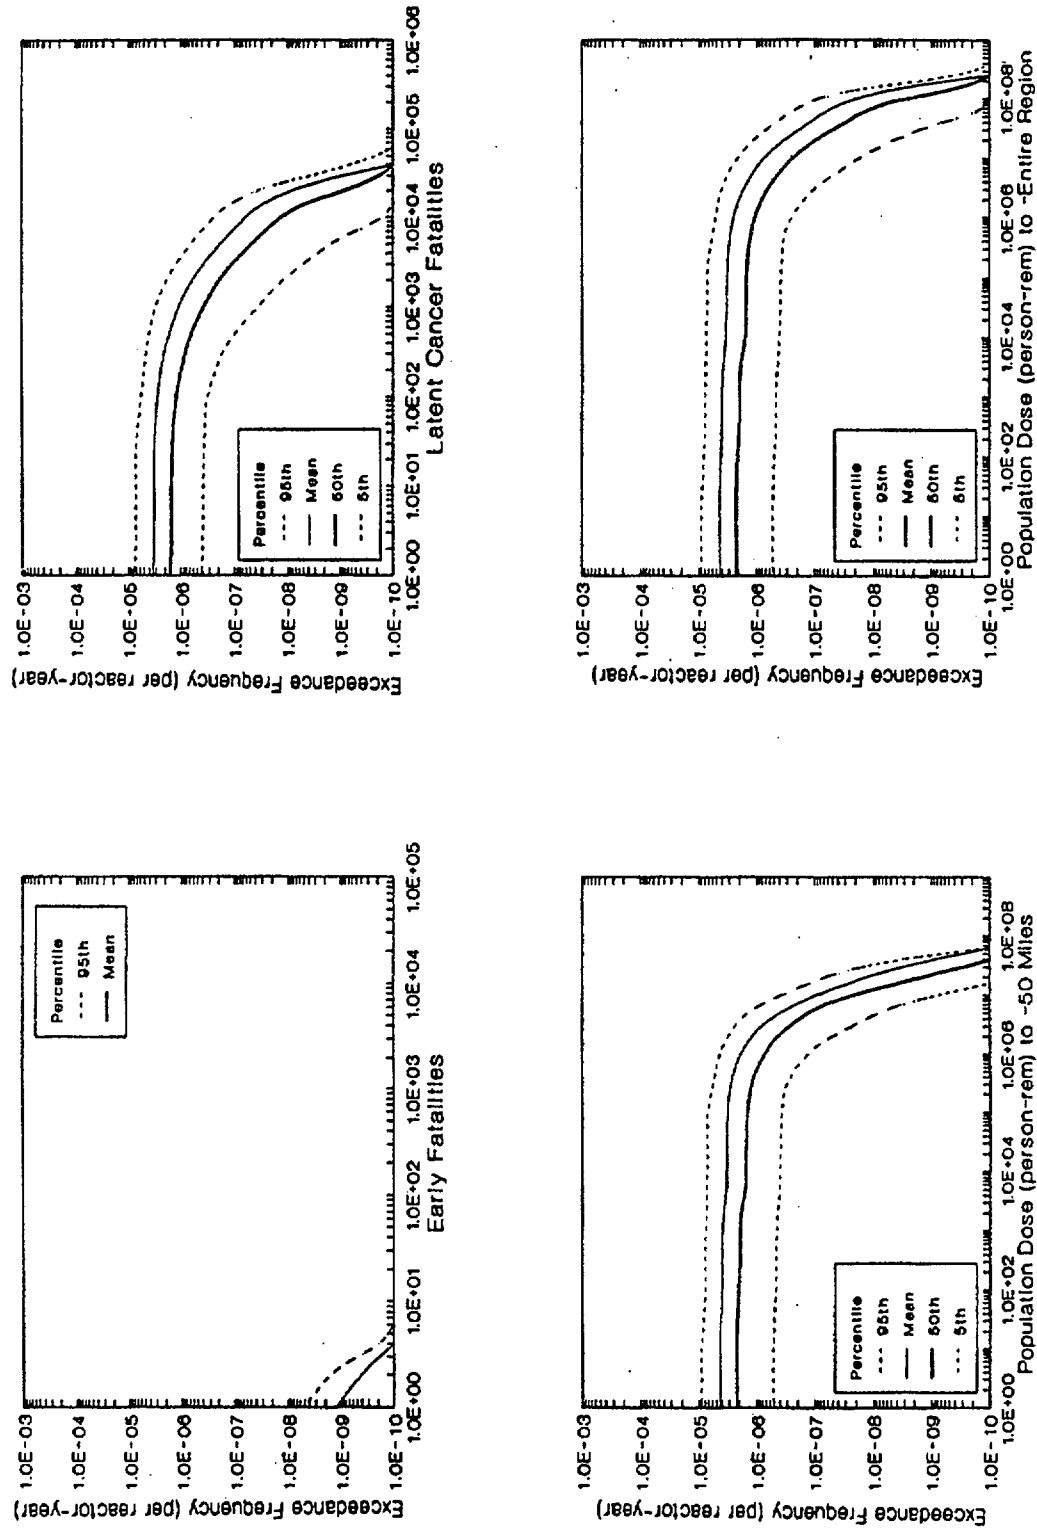 Exceedance Frequency (per reactor-year)
1.0E-03
1.0E-04
1.0E-05
1.0E-06
1.0E-07
1.0E-08
1.0E-09
1.0E-10
Percentile
95th
Mean
1.0E+00
1.0E+01
1.0E+02
1.0E+03
1.0E+04
1.0E+05
Early Fatalities
Exceedance Frequency (per reactor-year)
1.0E-03
1.0E-04
1.0E-05
1.0E-06
1.0E-07
1.0E-08
1.0E-09
1.0E-10
Percentile
95th
Mean
50th
5th
1.0E+00
1.0E+01
1.0E+02
1.0E+03
1.0E+04
1.0E+05
1.0E+06
Latent Cancer Fatalities
Exceedance Frequency (per reactor-year)
1.0E-03
1.0E-04
1.0E-05
1.0E-06
1.0E-07
1.0E-08
1.0E-09
1.0E-10
Percentile
95th
Mean
50th
5th
1.0E+00
1.0E+02
1.0E+04
1.0E+06
1.0E+08
Population Dose (person-rem) to -50 Miles
Exceedance Frequency (per reactor-year)
1.0E-03
1.0E-04
1.0E-05
1.0E-06
1.0E-07
1.0E-08
1.0E-09
1.0E-10
Percentile
95th
Mean
50th
5th
1.0E+00
1.0E+02
1.0E+04
1.0E+06
1.0E+08
Population Dose (person-rem) to -Entire Region